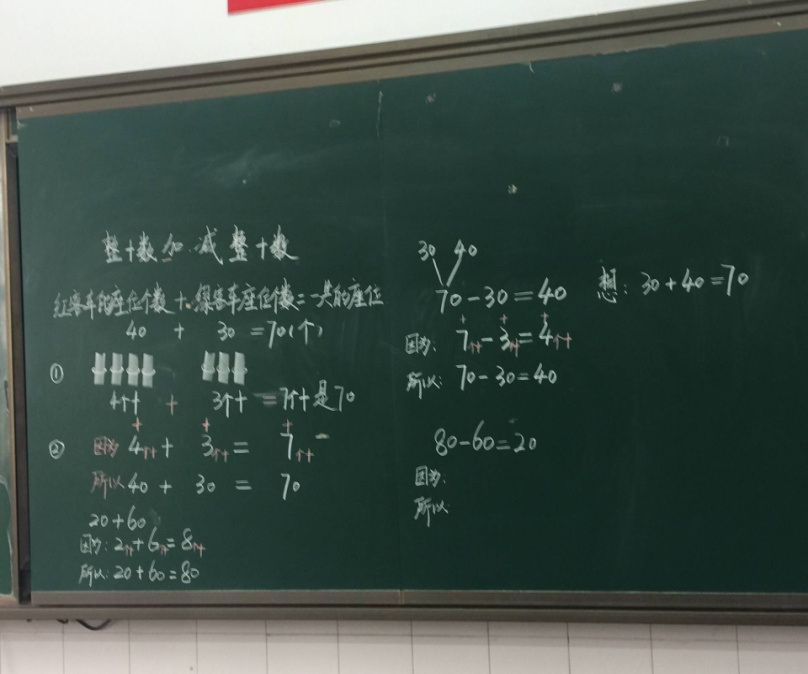 整十数加减整十数
红客车的座位个数+绿客车座位个数=一共的座位
40 + 30 =70(个)
①
4个十 + 3个十 =7个十是70
② 因为 4个十+ 3个十= 7个十
所以40 + 30 = 70
20+60
因为:2个十+6个十=8个十
所以:20+60=80
30 40
70-30=40
想:30+40=70
因为:7个十-3个十=4个十
所以:70-30=40
80-60=20
因为:
所以